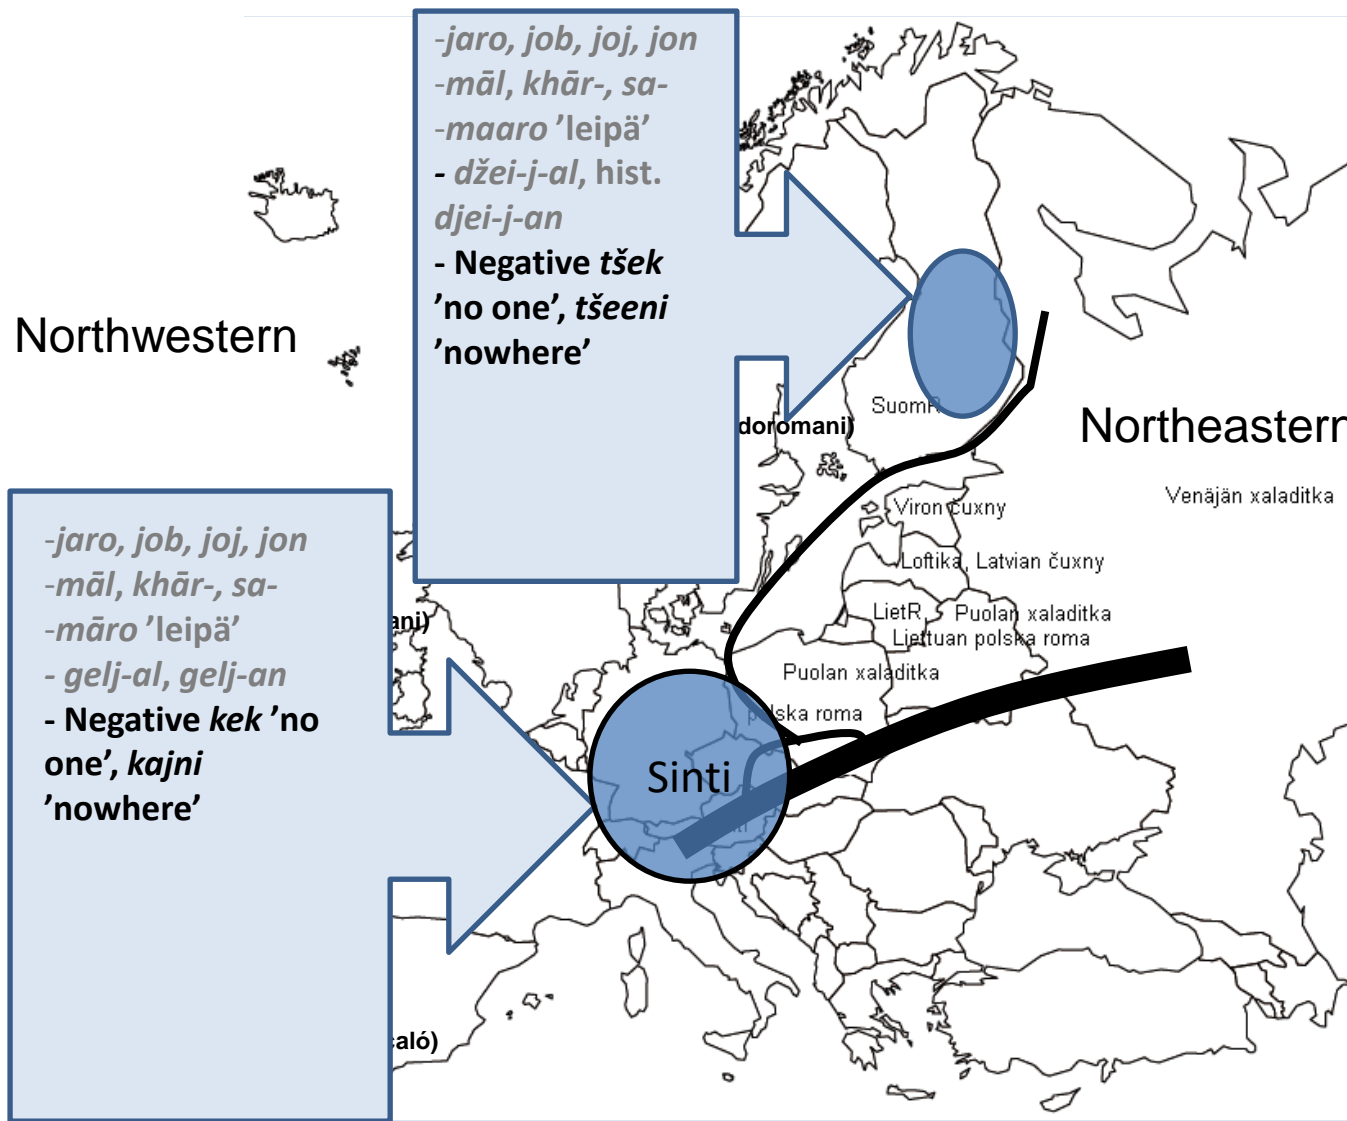 -jaro, job, joj, jon
-māl, khār-, sa-
-maaro ’leipä’
- džei-j-al, hist.
djei-j-an
- Negative tšek
’no one’, tšeeni
’nowhere’
Northwestern
SuomR
doromani)
Northeastern
Venäjän xaladitka
Viron čuxny
Loftika, Latvian čuxny
LietR
Puolan xaladitka
Liettuan polska roma
Puolan xaladitka
polska roma
-jaro, job, joj, jon
-māl, khār-, sa-
-māro ’leipä’
- gelj-al, gelj-an
- Negative kek ’no
one’, kajni
’nowhere’
ani)
Sinti
caló)